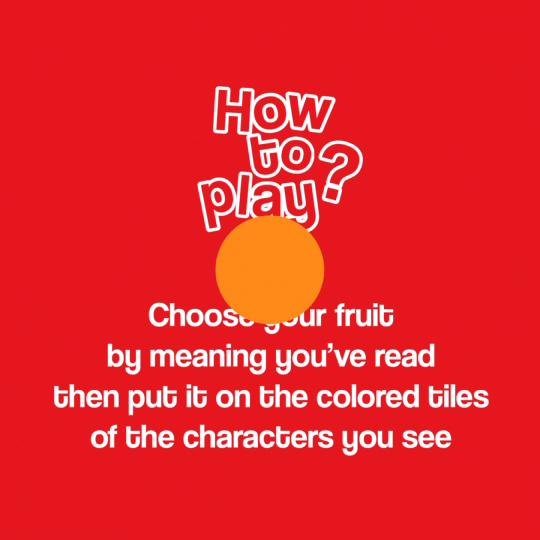 How
to
play?
Choose your fruit
by meaning you've read
then put it on the colored tiles
of the characters you see